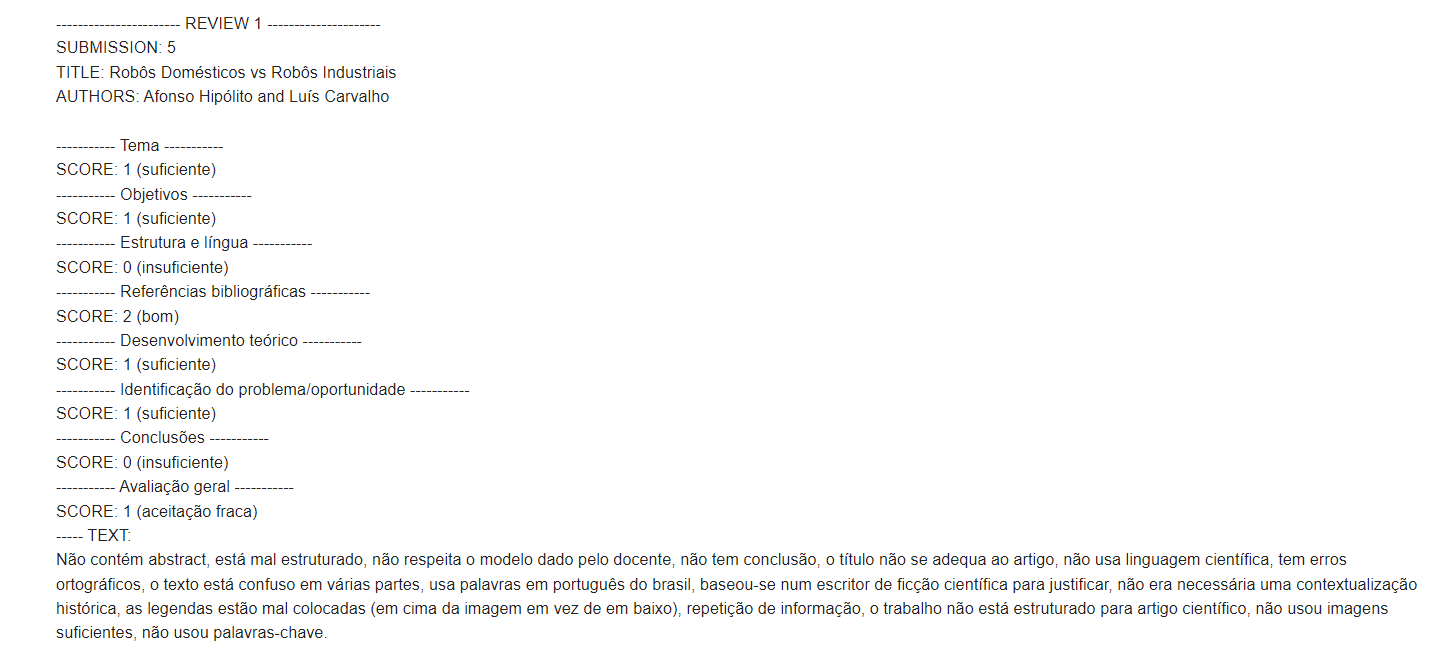 ----------------------- REVIEW 1 ---------------------
SUBMISSION: 5
TITLE: Robôs Domésticos vs Robôs Industriais
AUTHORS: Afonso Hipólito and Luís Carvalho
----------- Tema -----------
SCORE: 1 (suficiente)
----------- Objetivos -----------
SCORE: 1 (suficiente)
----------- Estrutura e língua -----------
SCORE: 0 (insuficiente)
----------- Referências bibliográficas -----------
SCORE: 2 (bom)
----------- Desenvolvimento teórico -----------
SCORE: 1 (suficiente)
----------- Identificação do problema/oportunidade -----------
SCORE: 1 (suficiente)
----------- Conclusões -----------
SCORE: 0 (insuficiente)
----------- Avaliação geral -----------
SCORE: 1 (aceitação fraca)
----- TEXT:
Não contém abstract, está mal estruturado, não respeita o modelo dado pelo docente, não tem conclusão, o título não se adequa ao artigo, não usa linguagem científica, tem erros
ortográficos, o texto está confuso em várias partes, usa palavras em português do brasil, baseou-se num escritor de ficção científica para justificar, não era necessária uma contextualização
histórica, as legendas estão mal colocadas (em cima da imagem em vez de em baixo), repetição de informação, o trabalho não está estruturado para artigo científico, não usou imagens
suficientes, não usou palavras-chave.